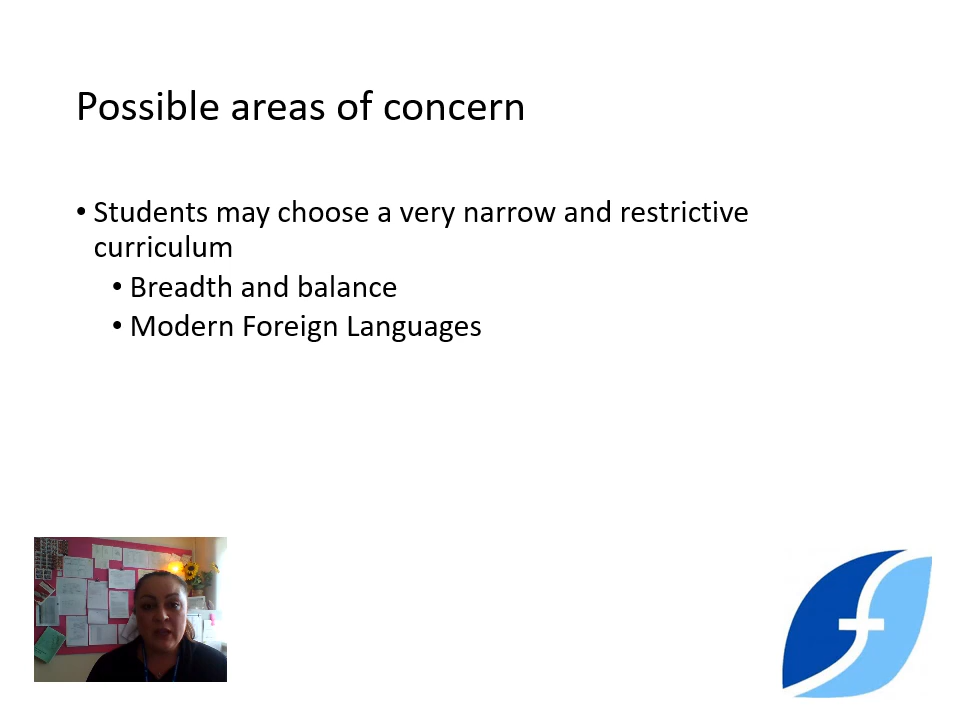 Possible areas of concern
• Students may choose a very narrow and restrictive
curriculum
• Breadth and balance
• Modern Foreign Languages